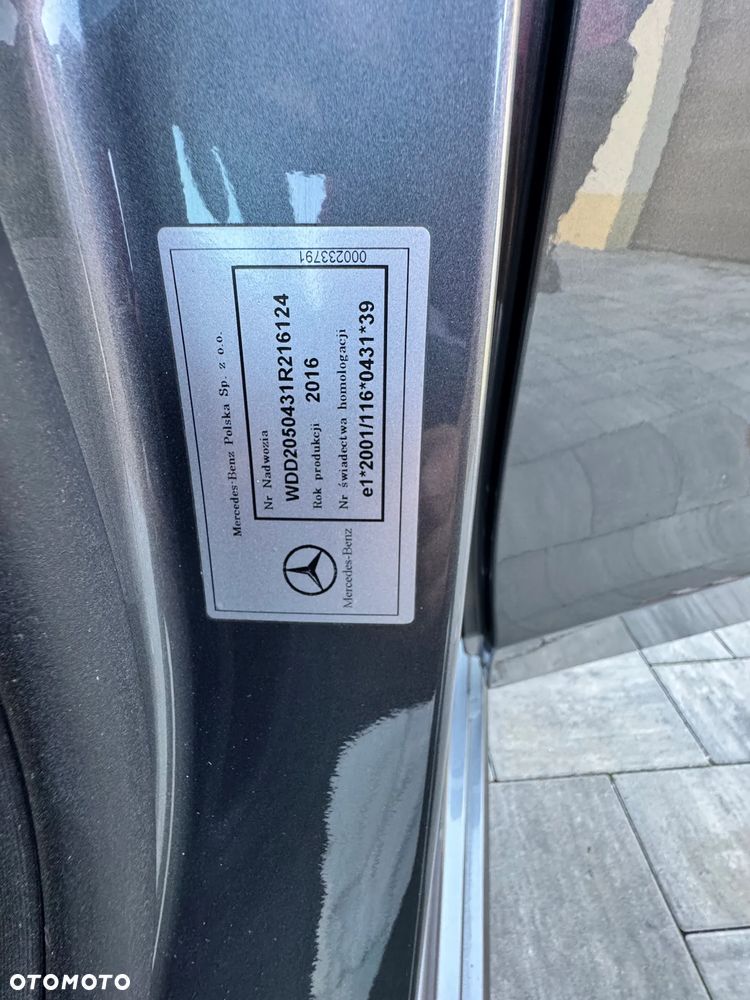 Mercedes-Benz Polska Sp. z o.o.
Nr Nadwozia
WDD2050431R216124
Rok produkcji 2016
Nr świadectwa homologacji
e1*2001/116*0431*39
Mercedes-Benz
000233791
OTOMOTO